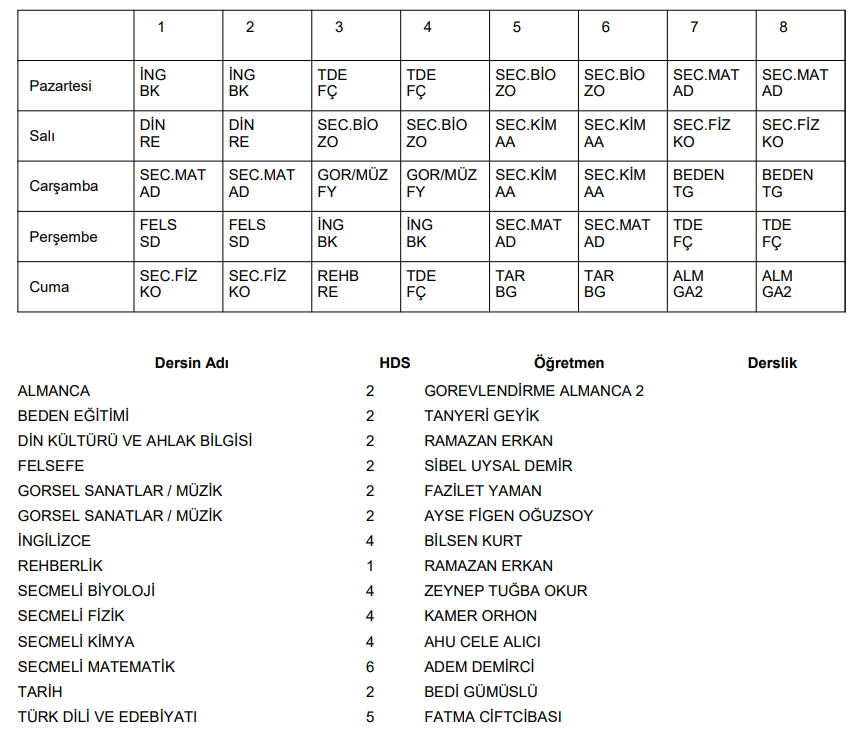 1 2 3 4 5 6 7 8
Pazartesi İNG İNG TDE TDE SEC.BİO SEC.BİO SEC.MAT SEC.MAT
BK BK FÇ FÇ ZO ZO AD AD
Salı DİN DİN SEC.BİO SEC.BİO SEC.KİM SEC.KİM SEC.FİZ SEC.FİZ
RE RE ZO ZO AA AA KO KO
Carşamba SEC.MAT SEC.MAT GOR/MÜZ GOR/MÜZ SEC.KİM SEC.KİM BEDEN BEDEN
AD AD FY FY AA AA TG TG
Perşembe FELS FELS İNG İNG SEC.MAT SEC.MAT TDE TDE
SD SD BK BK AD AD FÇ FÇ
Cuma SEC.FİZ SEC.FİZ REHB TDE TAR TAR ALM ALM
KO KO RE FÇ BG BG GA2 GA2
Dersin Adı HDS Öğretmen Derslik
ALMANCA 2 GOREVLENDİRME ALMANCA 2
BEDEN EĞİTİMİ 2 TANYERİ GEYİK
DİN KÜLTÜRÜ VE AHLAK BİLGİSİ 2 RAMAZAN ERKAN
FELSEFE 2 SİBEL UYSAL DEMİR
GORSEL SANATLAR / MÜZİK 2 FAZİLET YAMAN
GORSEL SANATLAR / MÜZİK 2 AYSE FİGEN OĞUZSOY
İNGİLİZCE 4 BİLSEN KURT
REHBERLİK 1 RAMAZAN ERKAN
SECMELİ BİYOLOJİ 4 ZEYNEP TUĞBA OKUR
SECMELİ FİZİK 4 KAMER ORHON
SECMELİ KİMYA 4 AHU CELE ALICI
SECMELİ MATEMATİK 6 ADEM DEMİRCİ
TARİH 2 BEDİ GÜMÜSLÜ
TÜRK DİLİ VE EDEBİYATI 5 FATMA CİFTCİBASI